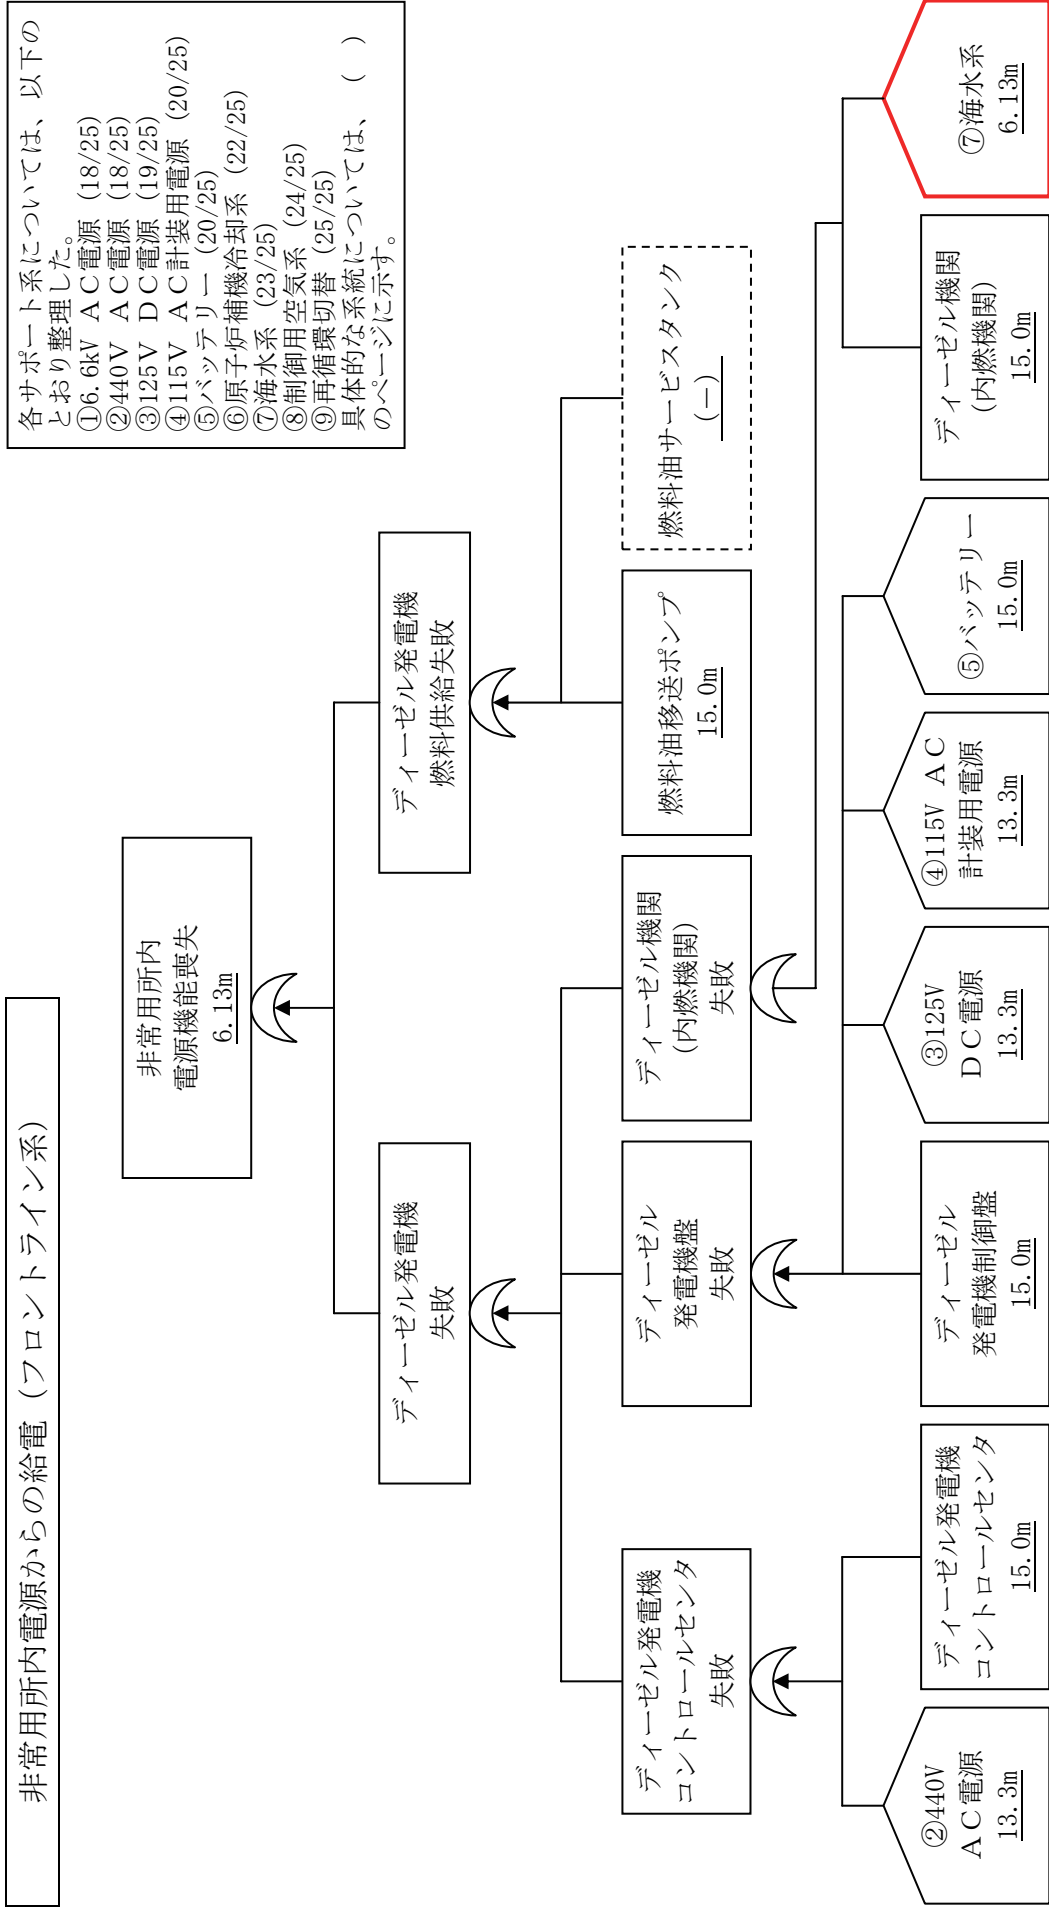 非常用所内電源からの給電（フロントライン系）
各サポート系については、以下の
とおり整理した。
①6.6kV ＡＣ電源 (18/25)
②440V ＡＣ電源 (18/25)
③125V ＤＣ電源 (19/25)
④115V ＡＣ計装用電源 (20/25)
⑤バッテリー (20/25)
⑥原子炉補機冷却系 (22/25)
⑦海水系 (23/25)
⑧制御用空気系 (24/25)
⑨再循環切替 (25/25)
具体的な系統については、（ ）
のページに示す。
非常用所内
電源機能喪失
6.13m
ディーゼル発電機
失敗
ディーゼル発電機
燃料供給失敗
ディーゼル発電機
コントロールセンタ
失敗
ディーゼル
発電機盤
失敗
ディーゼル機関
(内燃機関)
失敗
燃料油移送ポンプ
15.0m
燃料油サービスタンク
(－)
②440V
ＡＣ電源
13.3m
ディーゼル発電機
コントロールセンタ
15.0m
ディーゼル
発電機制御盤
15.0m
③125V
ＤＣ電源
13.3m
④115V ＡＣ
計装用電源
13.3m
⑤バッテリー
15.0m
ディーゼル機関
(内燃機関)
15.0m
⑦海水系
6.13m